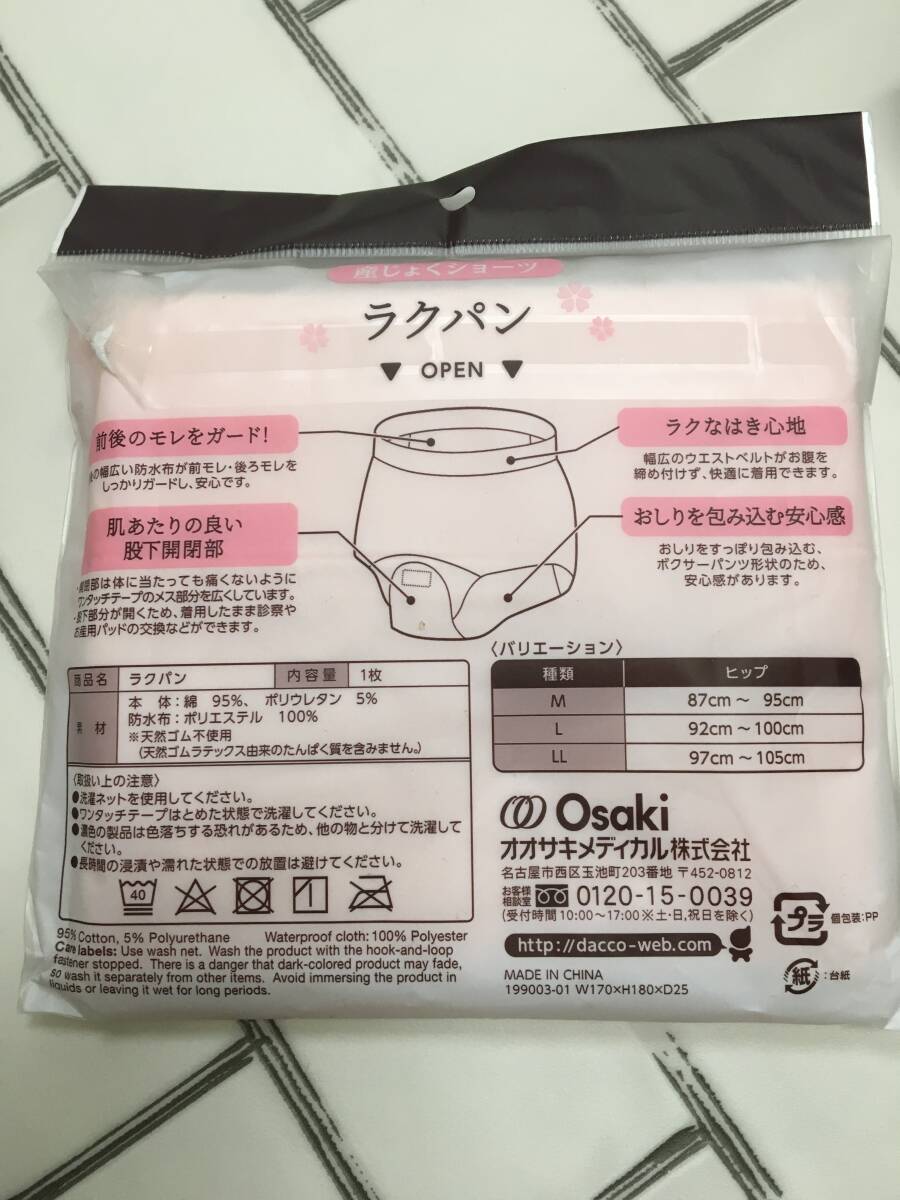 産じょくショーツ
ラクパン
▼ OPEN ▼
前後のモレをガード!
の幅広い防水布が前モレ・後ろモレを
しっかりガードし、安心です。
ラクなはき心地
幅広のウエストベルトがお腹を
締め付けず、快適に着用できます。
肌あたりの良い
股下開閉部
・開閉部は体に当たっても痛くないように
ワンタッチテープのメス部分を広くしています。
・股下部分が開くため、着用したまま診察や
お産用パッドの交換などができます。
おしりを包み込む安心感
おしりをすっぽり包み込む、
ボクサーパンツ形状のため、
安心感があります。
商品名 ラクパン 内容量 1枚
素材 本 体:綿 95%、ポリウレタン 5%
防水布:ポリエステル 100%
※天然ゴム不使用
(天然ゴムラテックス由来のたんぱく質を含みません。)
〈取扱い上の注意〉
●洗濯ネットを使用してください。
●ワンタッチテープはとめた状態で洗濯してください。
●濃色の製品は色落ちする恐れがあるため、他の物と分けて洗濯して
ください。
●長時間の浸漬や濡れた状態での放置は避けてください。
40
95% Cotton, 5% Polyurethane Waterproof cloth: 100% Polyester
Care labels: Use wash net. Wash the product with the hook-and-loop
fastener stopped. There is a danger that dark-colored product may fade,
so wash it separately from other items. Avoid immersing the product in
liquids or leaving it wet for long periods.
〈バリエーション〉
種類 ヒップ
M 87cm～ 95cm
L 92cm～100cm
LL 97cm～105cm
Osaki
オオサキメディカル株式会社
名古屋市西区玉池町203番地 〒452-0812
お客様
相談室 0120-15-0039
(受付時間10:00～17:00※土・日,祝日を除く)
http://dacco-web.com
MADE IN CHINA
199003-01 W170×H180×D25
プラ 個包装:PP
紙 :台紙